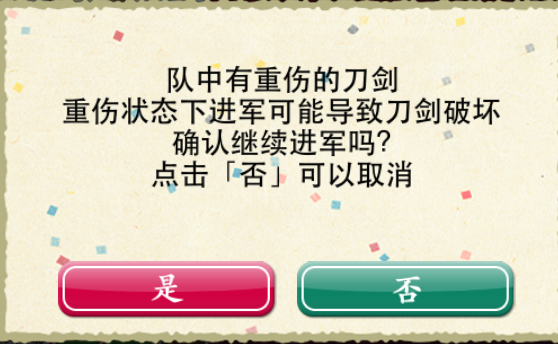 队中有重伤的刀剑
重伤状态下进军可能导致刀剑破坏
确认继续进军吗?
点击「否」可以取消
是
否